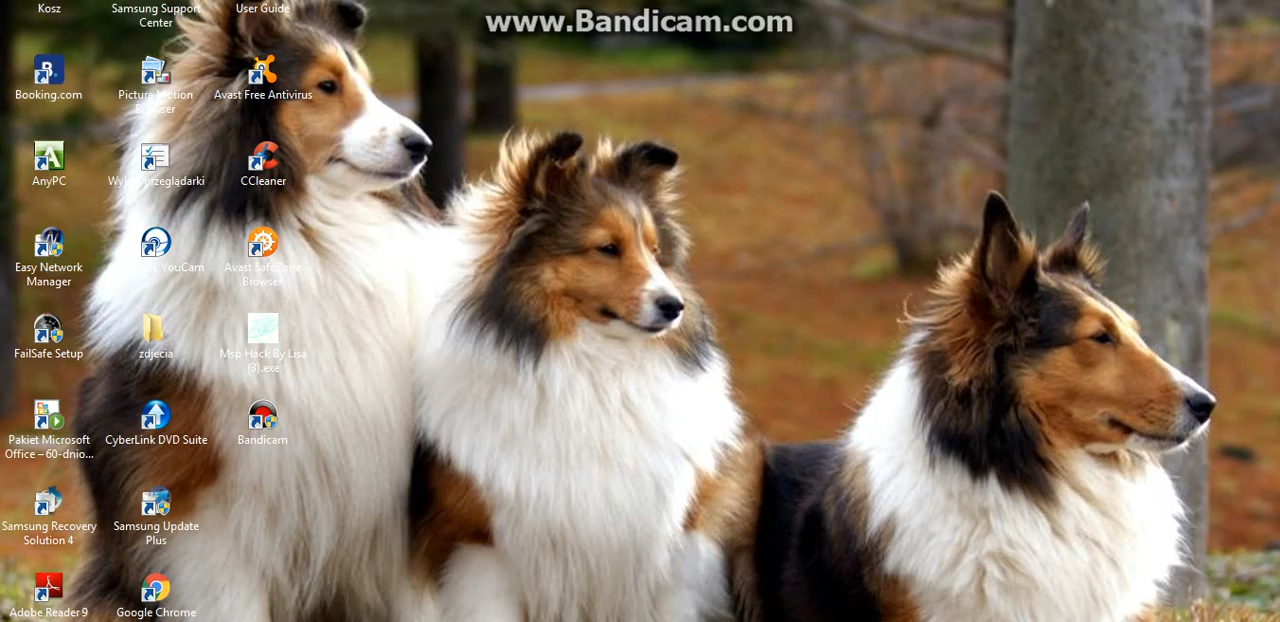 www.Bandicam.com
Kosz
Samsung Support
Center
User Guide
Booking.com
Picture Motion
Browser
Avast Free Antivirus
AnyPC
przeglądarki
CCleaner
Easy Network
Manager
YouCam
Avast SafeZone
Browser
FailSafe Setup
zdjecia
Msp Hack By Lisa
(3).exe
Pakiet Microsoft
Office – 60-dnio...
CyberLink DVD Suite
Bandicam
Samsung Recovery
Solution 4
Samsung Update
Plus
Adobe Reader 9
Google Chrome